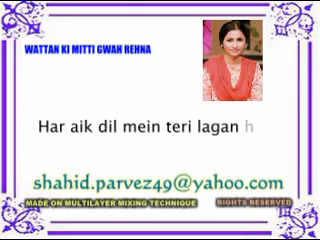 WATTAN KI MITTI GWAH REHNA
Har aik dil mein teri lagan h
shahid.parvez49@yahoo.com
MADE ON MULTILAYER MIXING TECHNIQUE
RIGHTS RESERVED